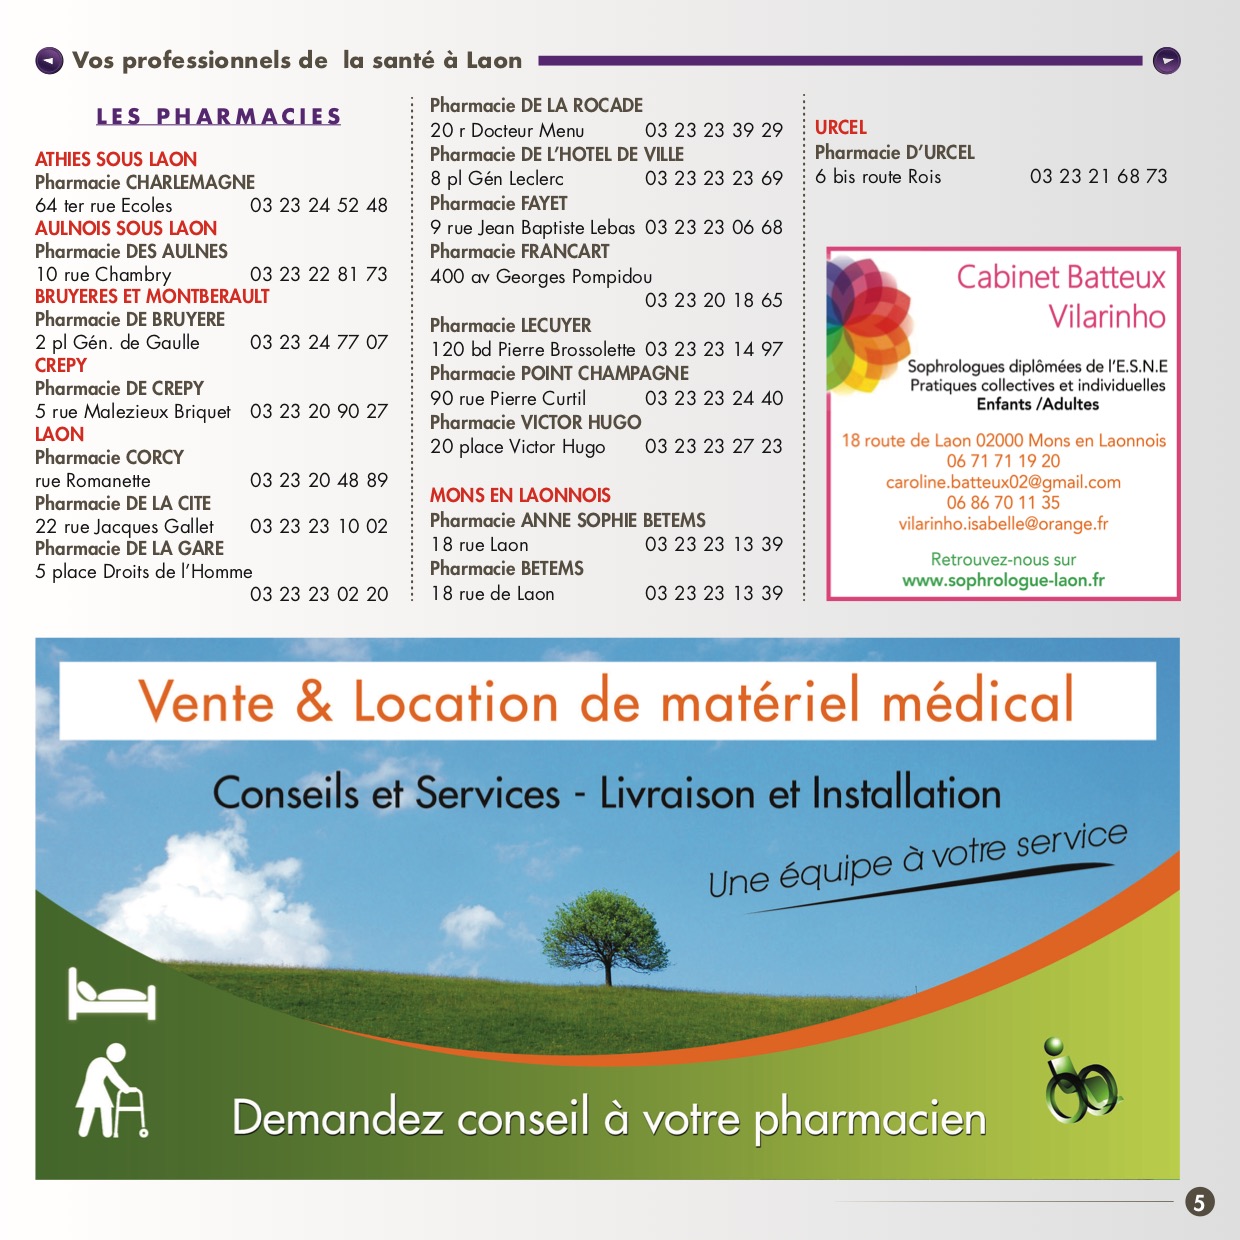 Vos professionnels de la santé à Laon
LES PHARMACIES
ATHIES SOUS LAON
Pharmacie CHARLEMAGNE
64 ter rue Ecoles 03 23 24 52 48
AULNOIS SOUS LAON
Pharmacie DES AULNES
10 rue Chambry 03 23 22 81 73
BRUYERES ET MONTBERAULT
Pharmacie DE BRUYERE
2 pl Gén. de Gaulle 03 23 24 77 07
CREPY
Pharmacie DE CREPY
5 rue Malezieux Briquet 03 23 20 90 27
LAON
Pharmacie CORCY
rue Romanette 03 23 20 48 89
Pharmacie DE LA CITE
22 rue Jacques Gallet 03 23 23 10 02
Pharmacie DE LA GARE
5 place Droits de l'Homme
03 23 23 02 20
Pharmacie DE LA ROCADE
20 r Docteur Menu 03 23 23 39 29
Pharmacie DE L'HOTEL DE VILLE
8 pl Gén Leclerc 03 23 23 23 69
Pharmacie FAYET
9 rue Jean Baptiste Lebas 03 23 23 06 68
Pharmacie FRANCART
400 av Georges Pompidou
03 23 20 18 65
Pharmacie LECUYER
120 bd Pierre Brossolette 03 23 23 14 97
Pharmacie POINT CHAMPAGNE
90 rue Pierre Curtil 03 23 23 24 40
Pharmacie VICTOR HUGO
20 place Victor Hugo 03 23 23 27 23
MONS EN LAONNOIS
Pharmacie ANNE SOPHIE BETEMS
18 rue Laon 03 23 23 13 39
Pharmacie BETEMS
18 rue de Laon 03 23 23 13 39
URCEL
Pharmacie D'URCEL
6 bis route Rois 03 23 21 68 73
Cabinet Batteux
Vilarinho
Sophrologues diplômées de l'E.S.N.E
Pratiques collectives et individuelles
Enfants /Adultes
18 route de Laon 02000 Mons en Laonnois
06 71 71 19 20
caroline.batteux02@gmail.com
06 86 70 11 35
vilarinho.isabelle@orange.fr
Retrouvez-nous sur
www.sophrologue-laon.fr
Vente & Location de matériel médical
Conseils et Services - Livraison et Installation
Une équipe à votre service
Demandez conseil à votre pharmacien
5